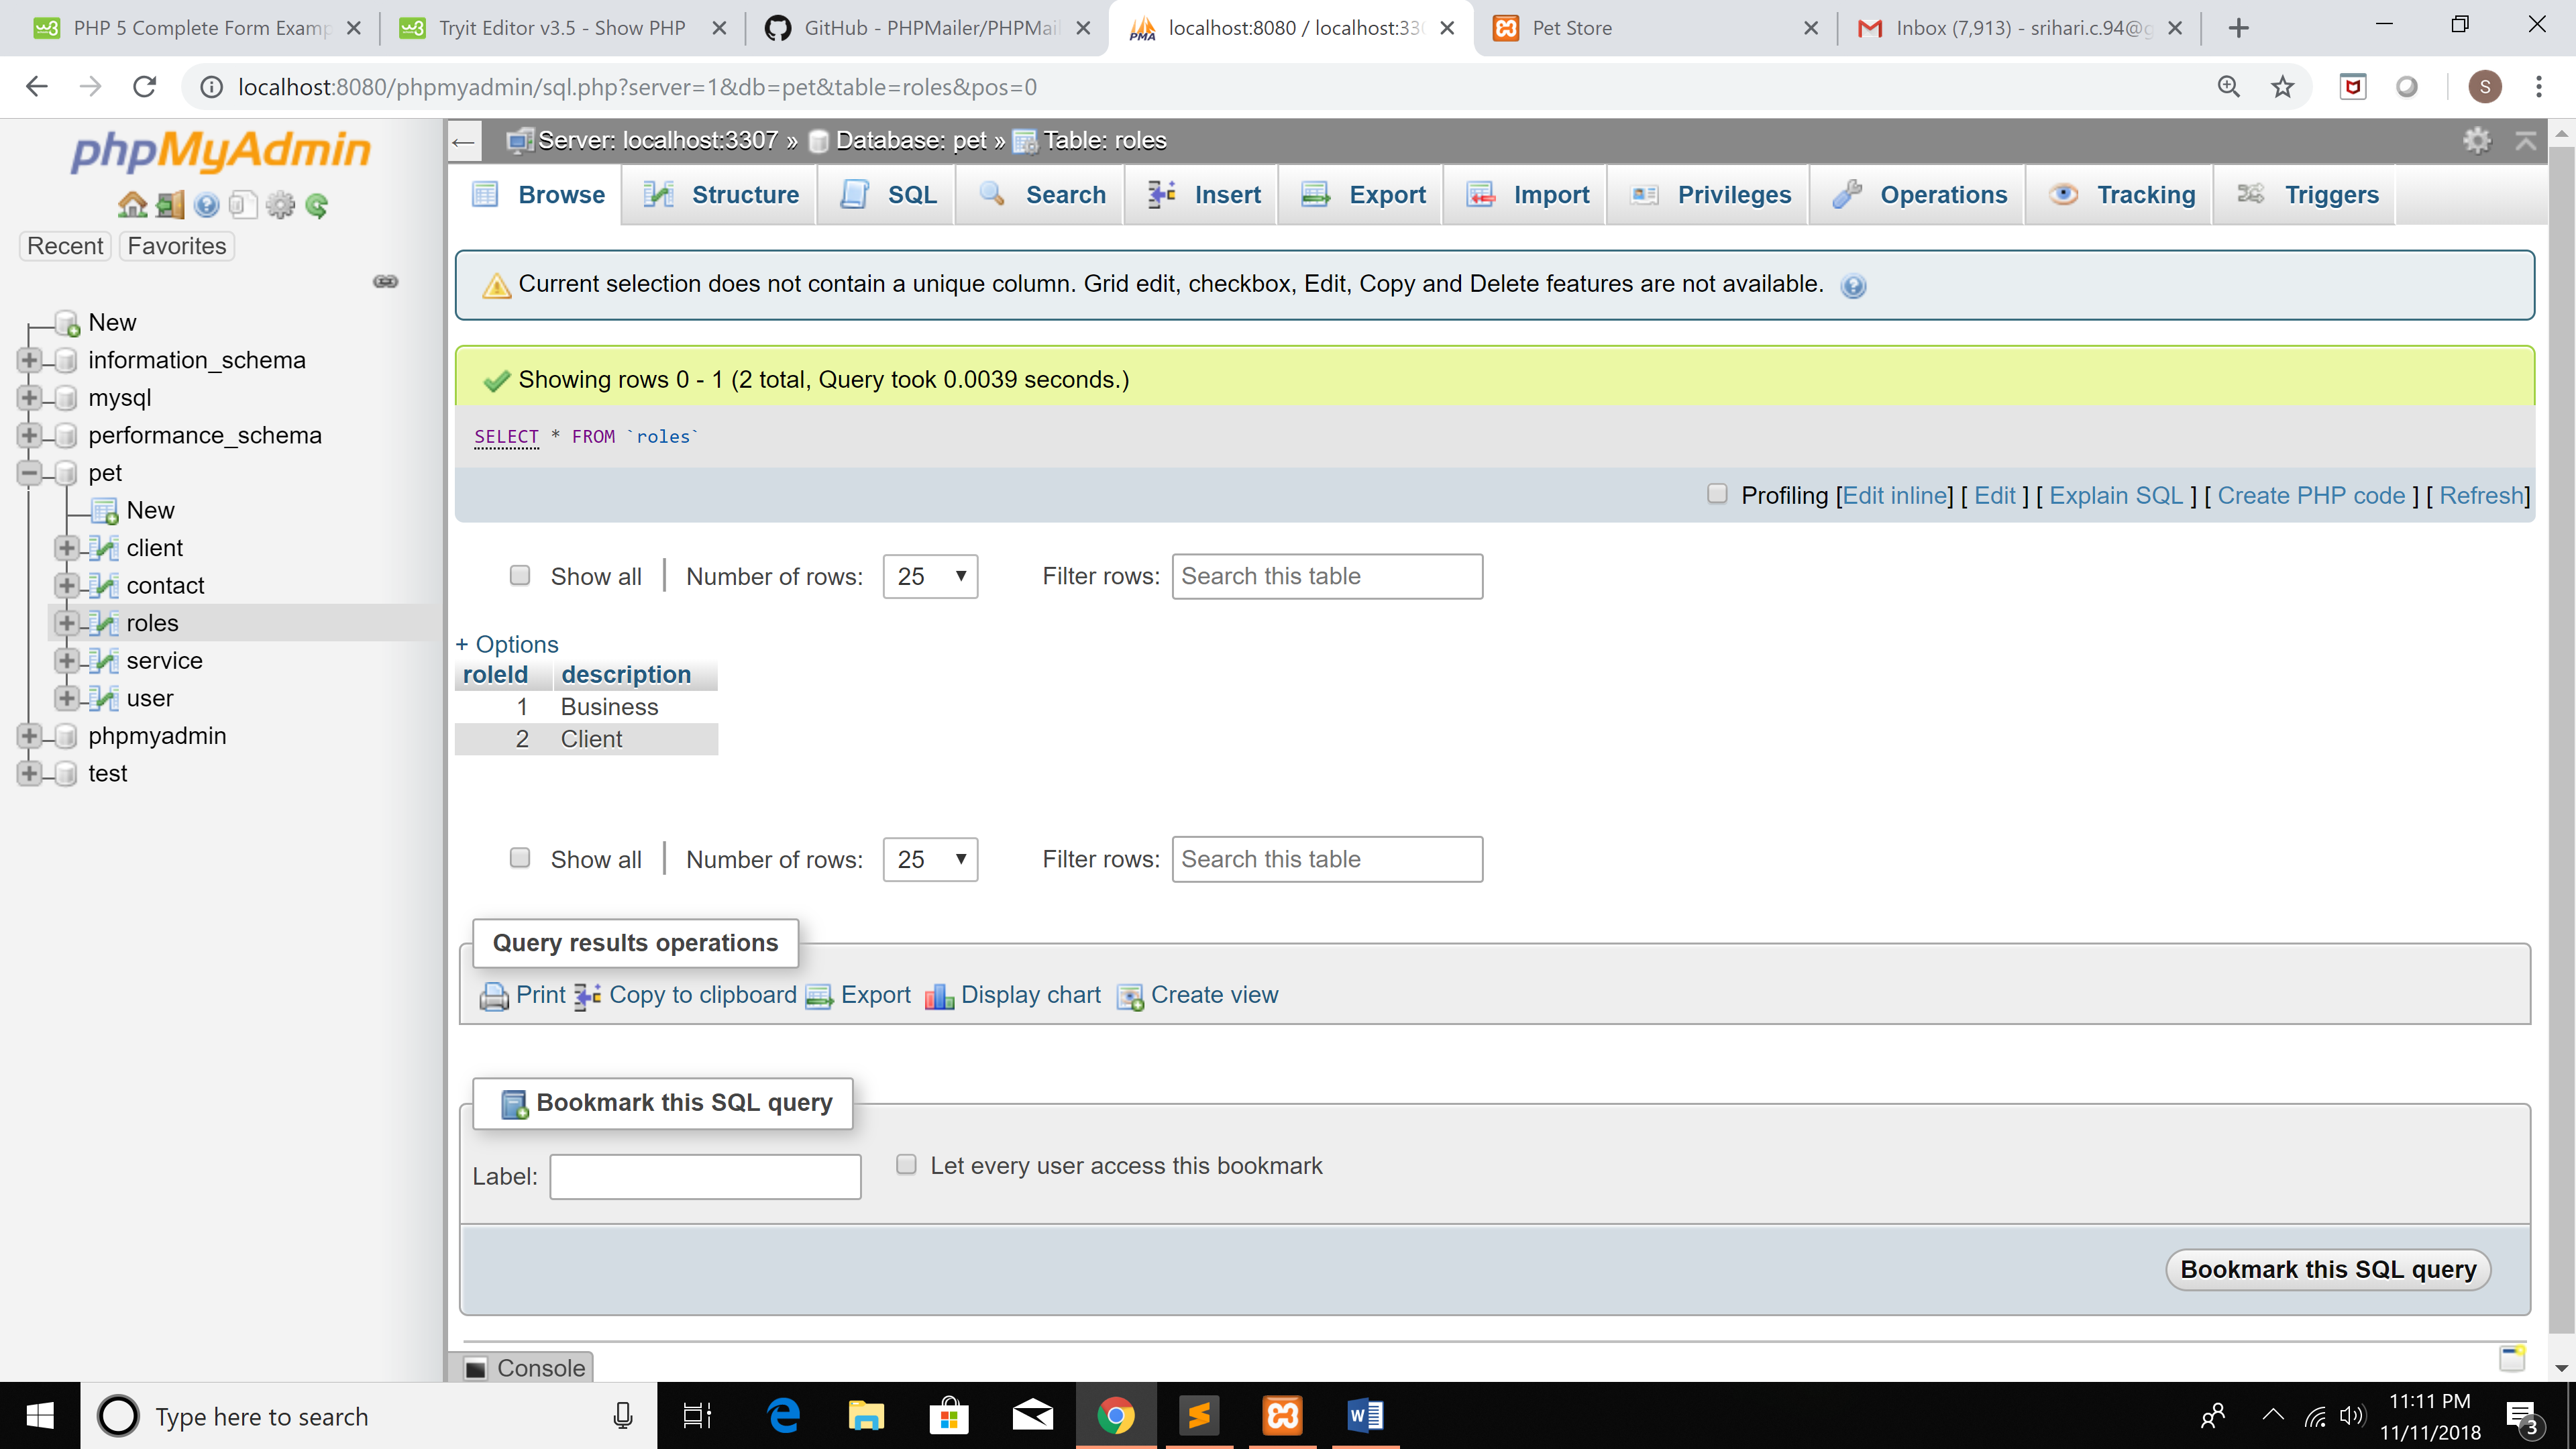 PHP 5 Complete Form Examp
Tryit Editor v3.5 - Show PHP
GitHub - PHPMailer/PHPMail
localhost:8080 / localhost:330
Pet Store
Inbox (7,913) - srihari.c.94@g
localhost:8080/phpmyadmin/sql.php?server=1&db=pet&table=roles&pos=0
S
phpMyAdmin
Recent
Favorites
New
information_schema
mysql
performance_schema
pet
New
client
contact
roles
service
user
phpmyadmin
test
Server: localhost:3307 » Database: pet » Table: roles
Browse
Structure
SQL
Search
Insert
Export
Import
Privileges
Operations
Tracking
Triggers
Current selection does not contain a unique column. Grid edit, checkbox, Edit, Copy and Delete features are not available.
Showing rows 0 - 1 (2 total, Query took 0.0039 seconds.)
SELECT * FROM `roles`
Profiling [Edit inline] [ Edit ] [ Explain SQL ] [ Create PHP code ] [ Refresh]
Show all | Number of rows: 25 Filter rows: Search this table
+ Options
roleId description
1 Business
2 Client
Show all | Number of rows: 25 Filter rows: Search this table
Query results operations
Print Copy to clipboard Export Display chart Create view
Bookmark this SQL query
Label:
Let every user access this bookmark
Bookmark this SQL query
Console
Type here to search
11:11 PM
11/11/2018
3